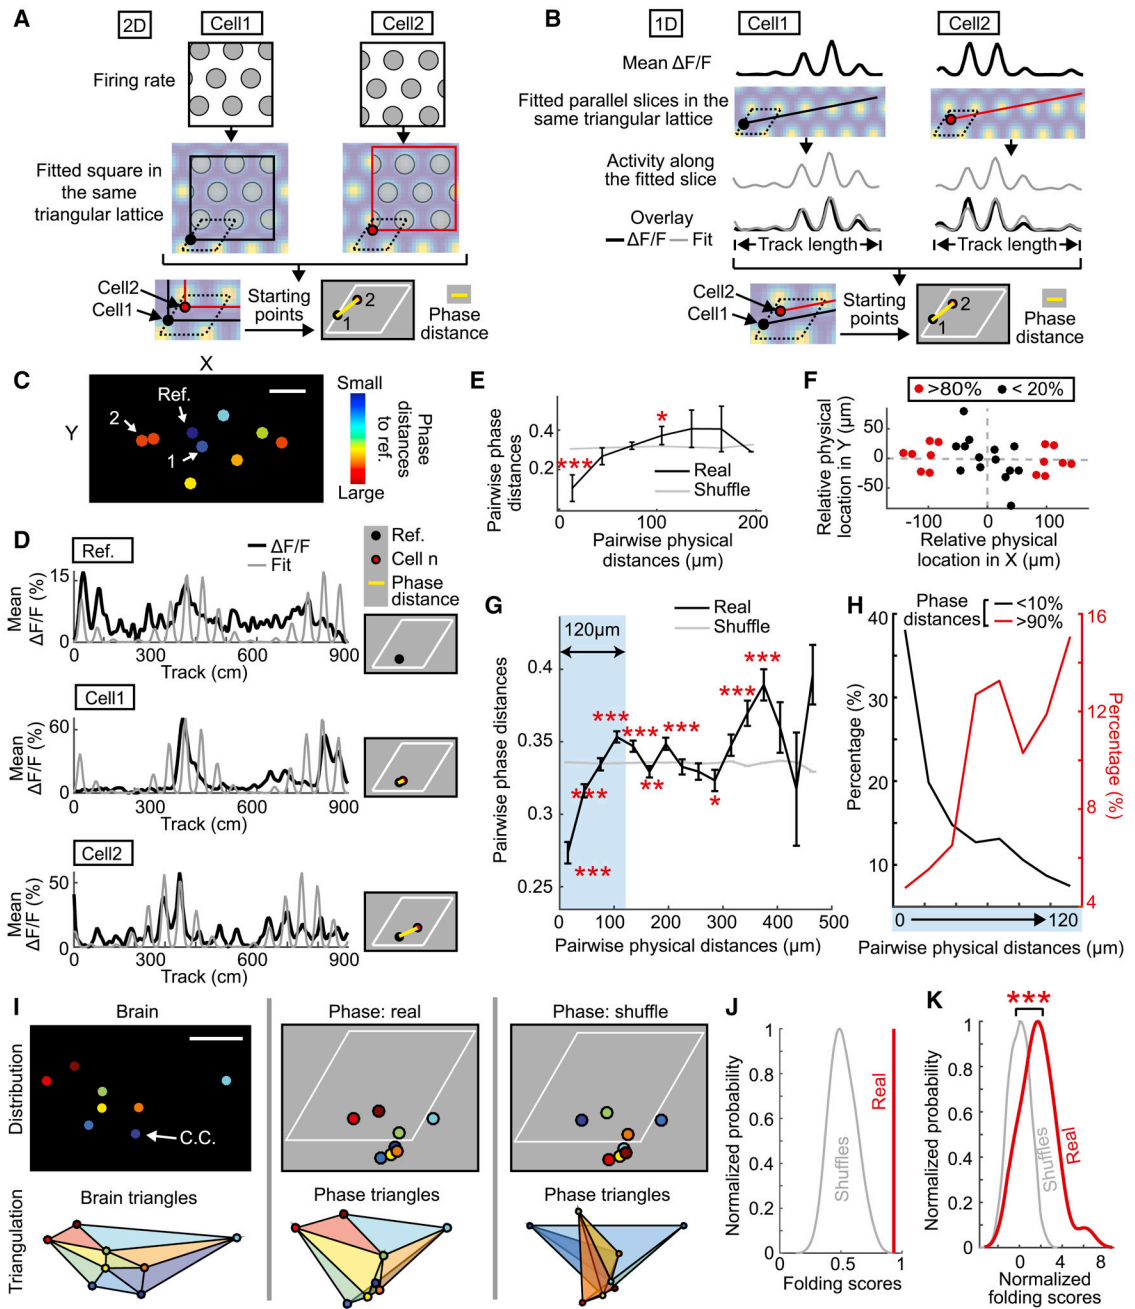 A
2D
Cell1
Cell2
Firing rate
Fitted square in
the same
triangular lattice
Cell2
Cell1
Starting
points
2
1
Phase
distance
B
1D
Cell1
Cell2
Mean ΔF/F
Fitted parallel slices in the
same triangular lattice
Activity along
the fitted slice
Overlay
ΔF/F Fit
Track length
Track length
Cell2
Cell1
Starting
points
2
1
Phase
distance
C
X
Y
Ref.
2
1
Small
Phase distances to ref.
Large
D
Ref.
ΔF/F
Fit
Mean ΔF/F (%)
15
0
0 300 600 900
Track (cm)
Ref.
Cell n
Phase
distance
Cell1
Mean ΔF/F (%)
60
0
0 300 600 900
Track (cm)
Cell2
Mean ΔF/F (%)
50
0
0 300 600 900
Track (cm)
E
Pairwise phase distances
0.4
0.2
***
*
Real
Shuffle
0 100 200
Pairwise physical
distances (µm)
F
>80% < 20%
Relative physical location in Y (µm)
50
0
-50
-100 0 100
Relative physical
location in X (µm)
G
Real
Shuffle
120µm
Pairwise phase distances
0.4
0.35
0.3
0.25
***
***
***
***
**
***
*
***
***
0 100 200 300 400 500
Pairwise physical distances (µm)
H
Phase
distances
<10%
>90%
Percentage (%)
40
30
20
10
16
12
8
4
Percentage (%)
0 120
Pairwise physical distances (µm)
I
Brain
Phase: real
Phase: shuffle
Distribution
C.C.
Triangulation
Brain triangles
Phase triangles
Phase triangles
J
Normalized probability
1
0.8
0.6
0.4
0.2
0
Shuffles
Real
0 0.5 1
Folding scores
K
***
Normalized probability
1
0.8
0.6
0.4
0.2
0
Shuffles
Real
0 4 8
Normalized
folding scores